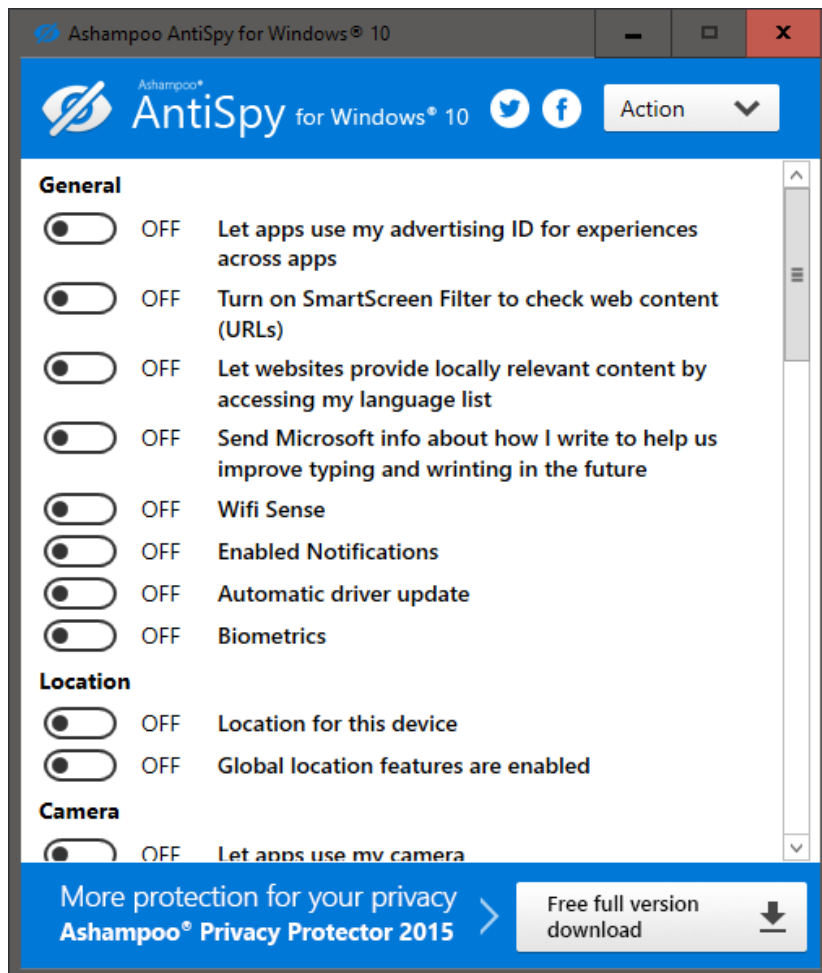 Ashampoo AntiSpy for Windows® 10
Ashampoo®
AntiSpy for Windows® 10
Action
General
OFF Let apps use my advertising ID for experiences
across apps
OFF Turn on SmartScreen Filter to check web content
(URLs)
OFF Let websites provide locally relevant content by
accessing my language list
OFF Send Microsoft info about how I write to help us
improve typing and wrinting in the future
OFF Wifi Sense
OFF Enabled Notifications
OFF Automatic driver update
OFF Biometrics
Location
OFF Location for this device
OFF Global location features are enabled
Camera
OFF Let apps use my camera
More protection for your privacy
Ashampoo® Privacy Protector 2015
Free full version
download